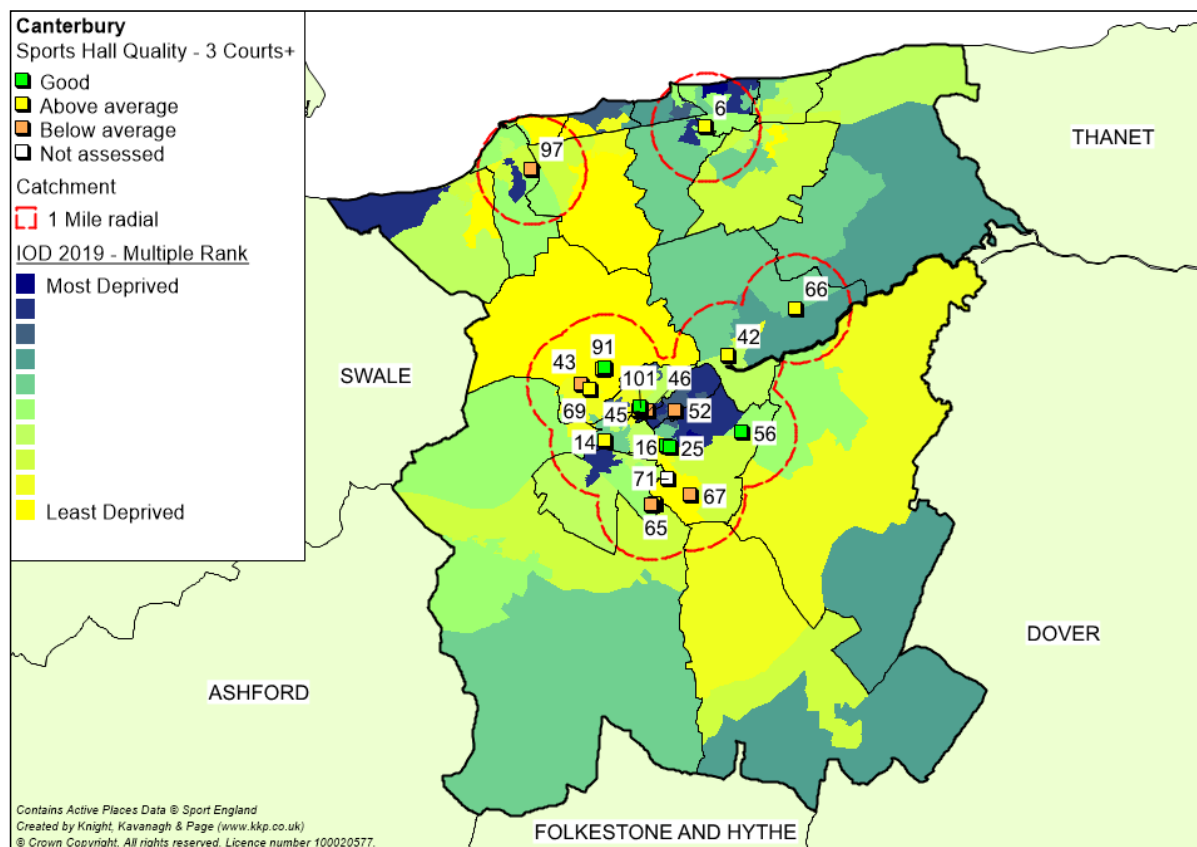 Canterbury
Sports Hall Quality - 3 Courts+
Good
Above average
Below average
Not assessed
Catchment
1 Mile radial
IOD 2019 - Multiple Rank
Most Deprived
Least Deprived
6
THANET
97
66
42
91
43
101
46
SWALE
69
45
52
56
14
16
25
71
67
65
DOVER
ASHFORD
FOLKESTONE AND HYTHE
Contains Active Places Data © Sport England
Created by Knight, Kavanagh & Page (www.kkp.co.uk)
© Crown Copyright. All rights reserved. Licence number 100020577.